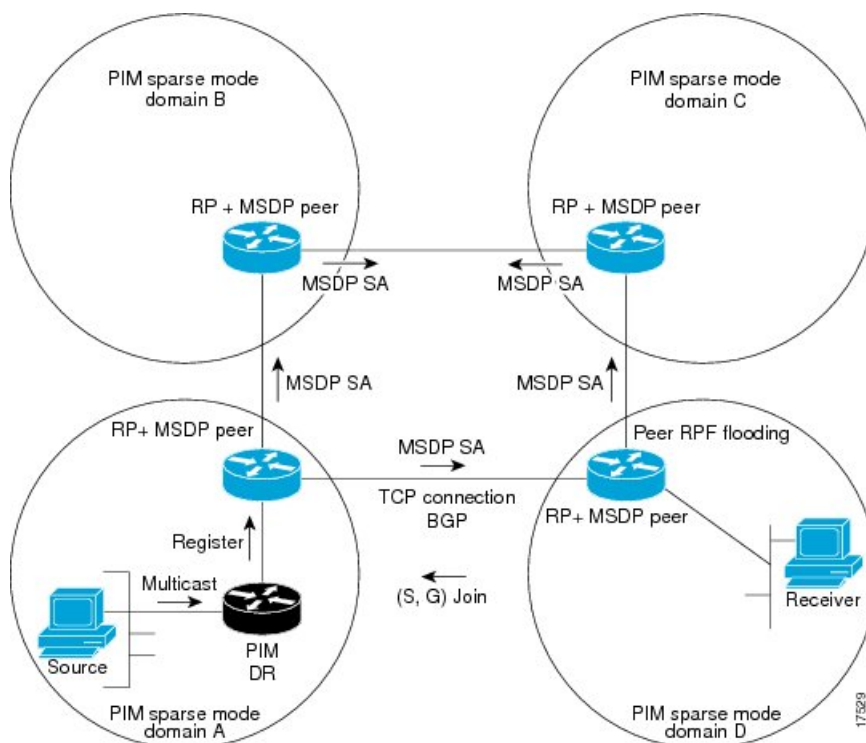 PIM sparse mode
domain B
PIM sparse mode
domain C
RP + MSDP peer
RP + MSDP peer
MSDP SA
MSDP SA
MSDP SA
MSDP SA
RP+ MSDP peer
MSDP SA
Peer RPF flooding
TCP connection
BGP
RP+ MSDP peer
Register
Multicast
(S, G) Join
Receiver
Source
PIM
DR
PIM sparse mode
domain A
PIM sparse mode
domain D
17529